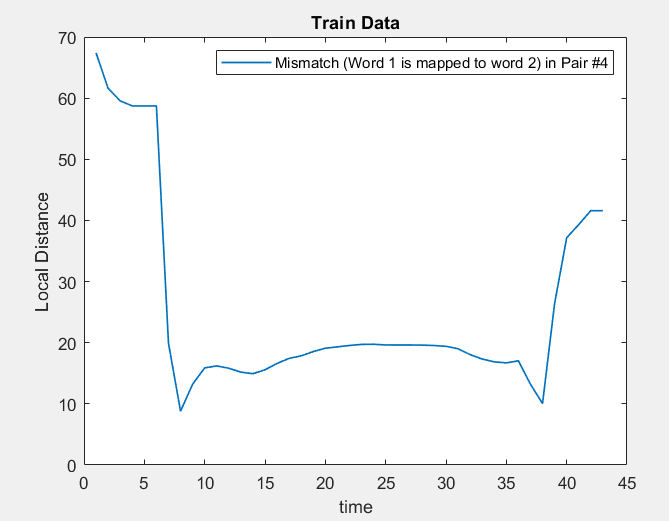 Train Data
Mismatch (Word 1 is mapped to word 2) in Pair #4
Local Distance
70
60
50
40
30
20
10
0
0 5 10 15 20 25 30 35 40 45
time